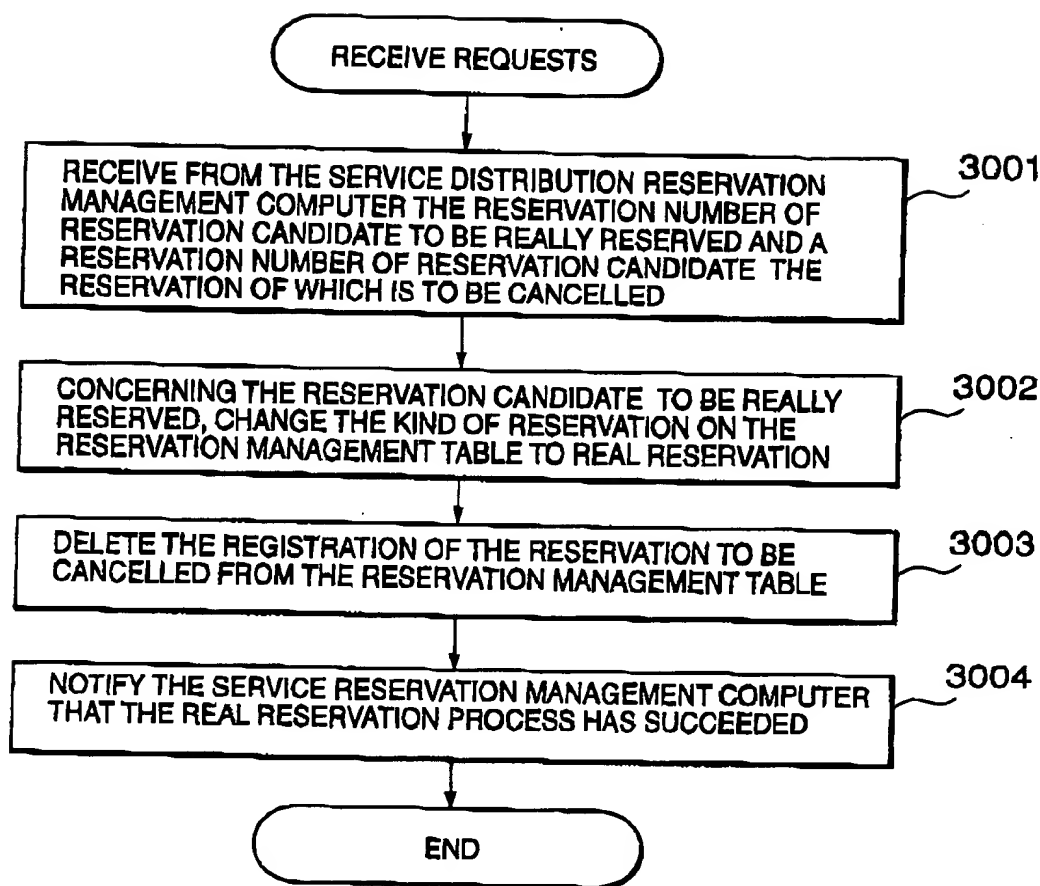 RECEIVE REQUESTS
3001
RECEIVE FROM THE SERVICE DISTRIBUTION RESERVATION
MANAGEMENT COMPUTER THE RESERVATION NUMBER OF
RESERVATION CANDIDATE TO BE REALLY RESERVED AND A
RESERVATION NUMBER OF RESERVATION CANDIDATE THE
RESERVATION OF WHICH IS TO BE CANCELLED
3002
CONCERNING THE RESERVATION CANDIDATE TO BE REALLY
RESERVED, CHANGE THE KIND OF RESERVATION ON THE
RESERVATION MANAGEMENT TABLE TO REAL RESERVATION
3003
DELETE THE REGISTRATION OF THE RESERVATION TO BE
CANCELLED FROM THE RESERVATION MANAGEMENT TABLE
3004
NOTIFY THE SERVICE RESERVATION MANAGEMENT COMPUTER
THAT THE REAL RESERVATION PROCESS HAS SUCCEEDED
END